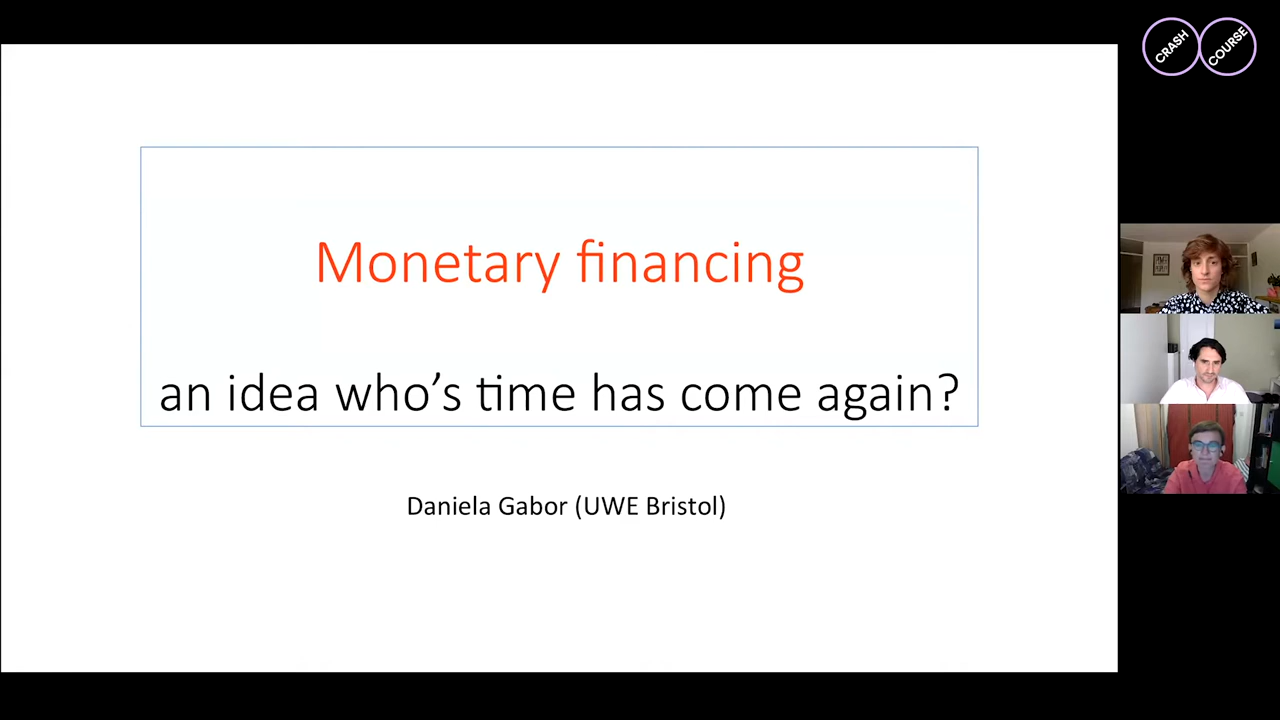 CRASH
COURSE
Monetary financing
an idea who’s time has come again?
Daniela Gabor (UWE Bristol)